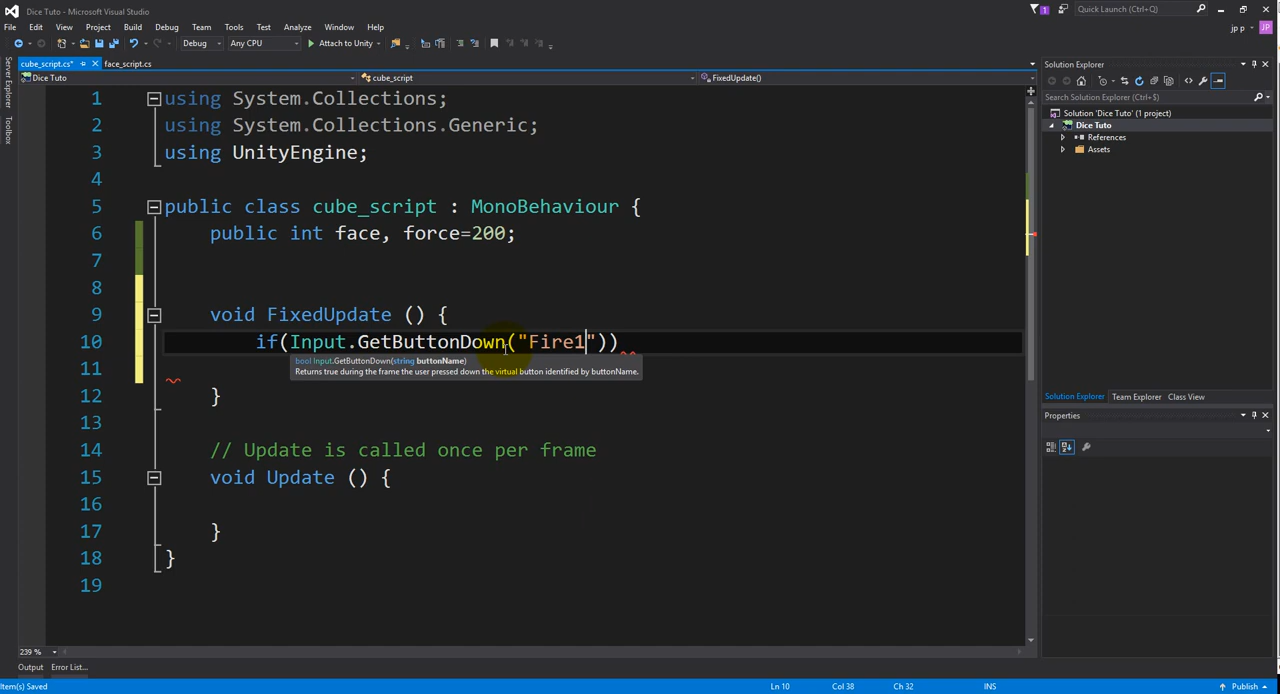 Dice Tuto - Microsoft Visual Studio
1
Quick Launch (Ctrl+Q)
File Edit View Project Build Debug Team Tools Test Analyze Window Help
jp p
JP
Debug Any CPU Attach to Unity
cube_script.cs* face_script.cs
Dice Tuto cube_script FixedUpdate()
Server Explorer
Toolbox
1 using System.Collections;
2 using System.Collections.Generic;
3 using UnityEngine;
4
5 public class cube_script : MonoBehaviour {
6 public int face, force=200;
7
8
9 void FixedUpdate () {
10 if(Input.GetButtonDown("Fire1"))
bool Input.GetButtonDown(string buttonName)
Returns true during the frame the user pressed down the virtual button identified by buttonName.
11
12 }
13
14 // Update is called once per frame
15 void Update () {
16
17 }
18 }
19
239 %
Solution Explorer
Search Solution Explorer (Ctrl+$)
Solution 'Dice Tuto' (1 project)
Dice Tuto
References
Assets
Solution Explorer Team Explorer Class View
Properties
Output Error List...
Item(s) Saved Ln 10 Col 38 Ch 32 INS Publish